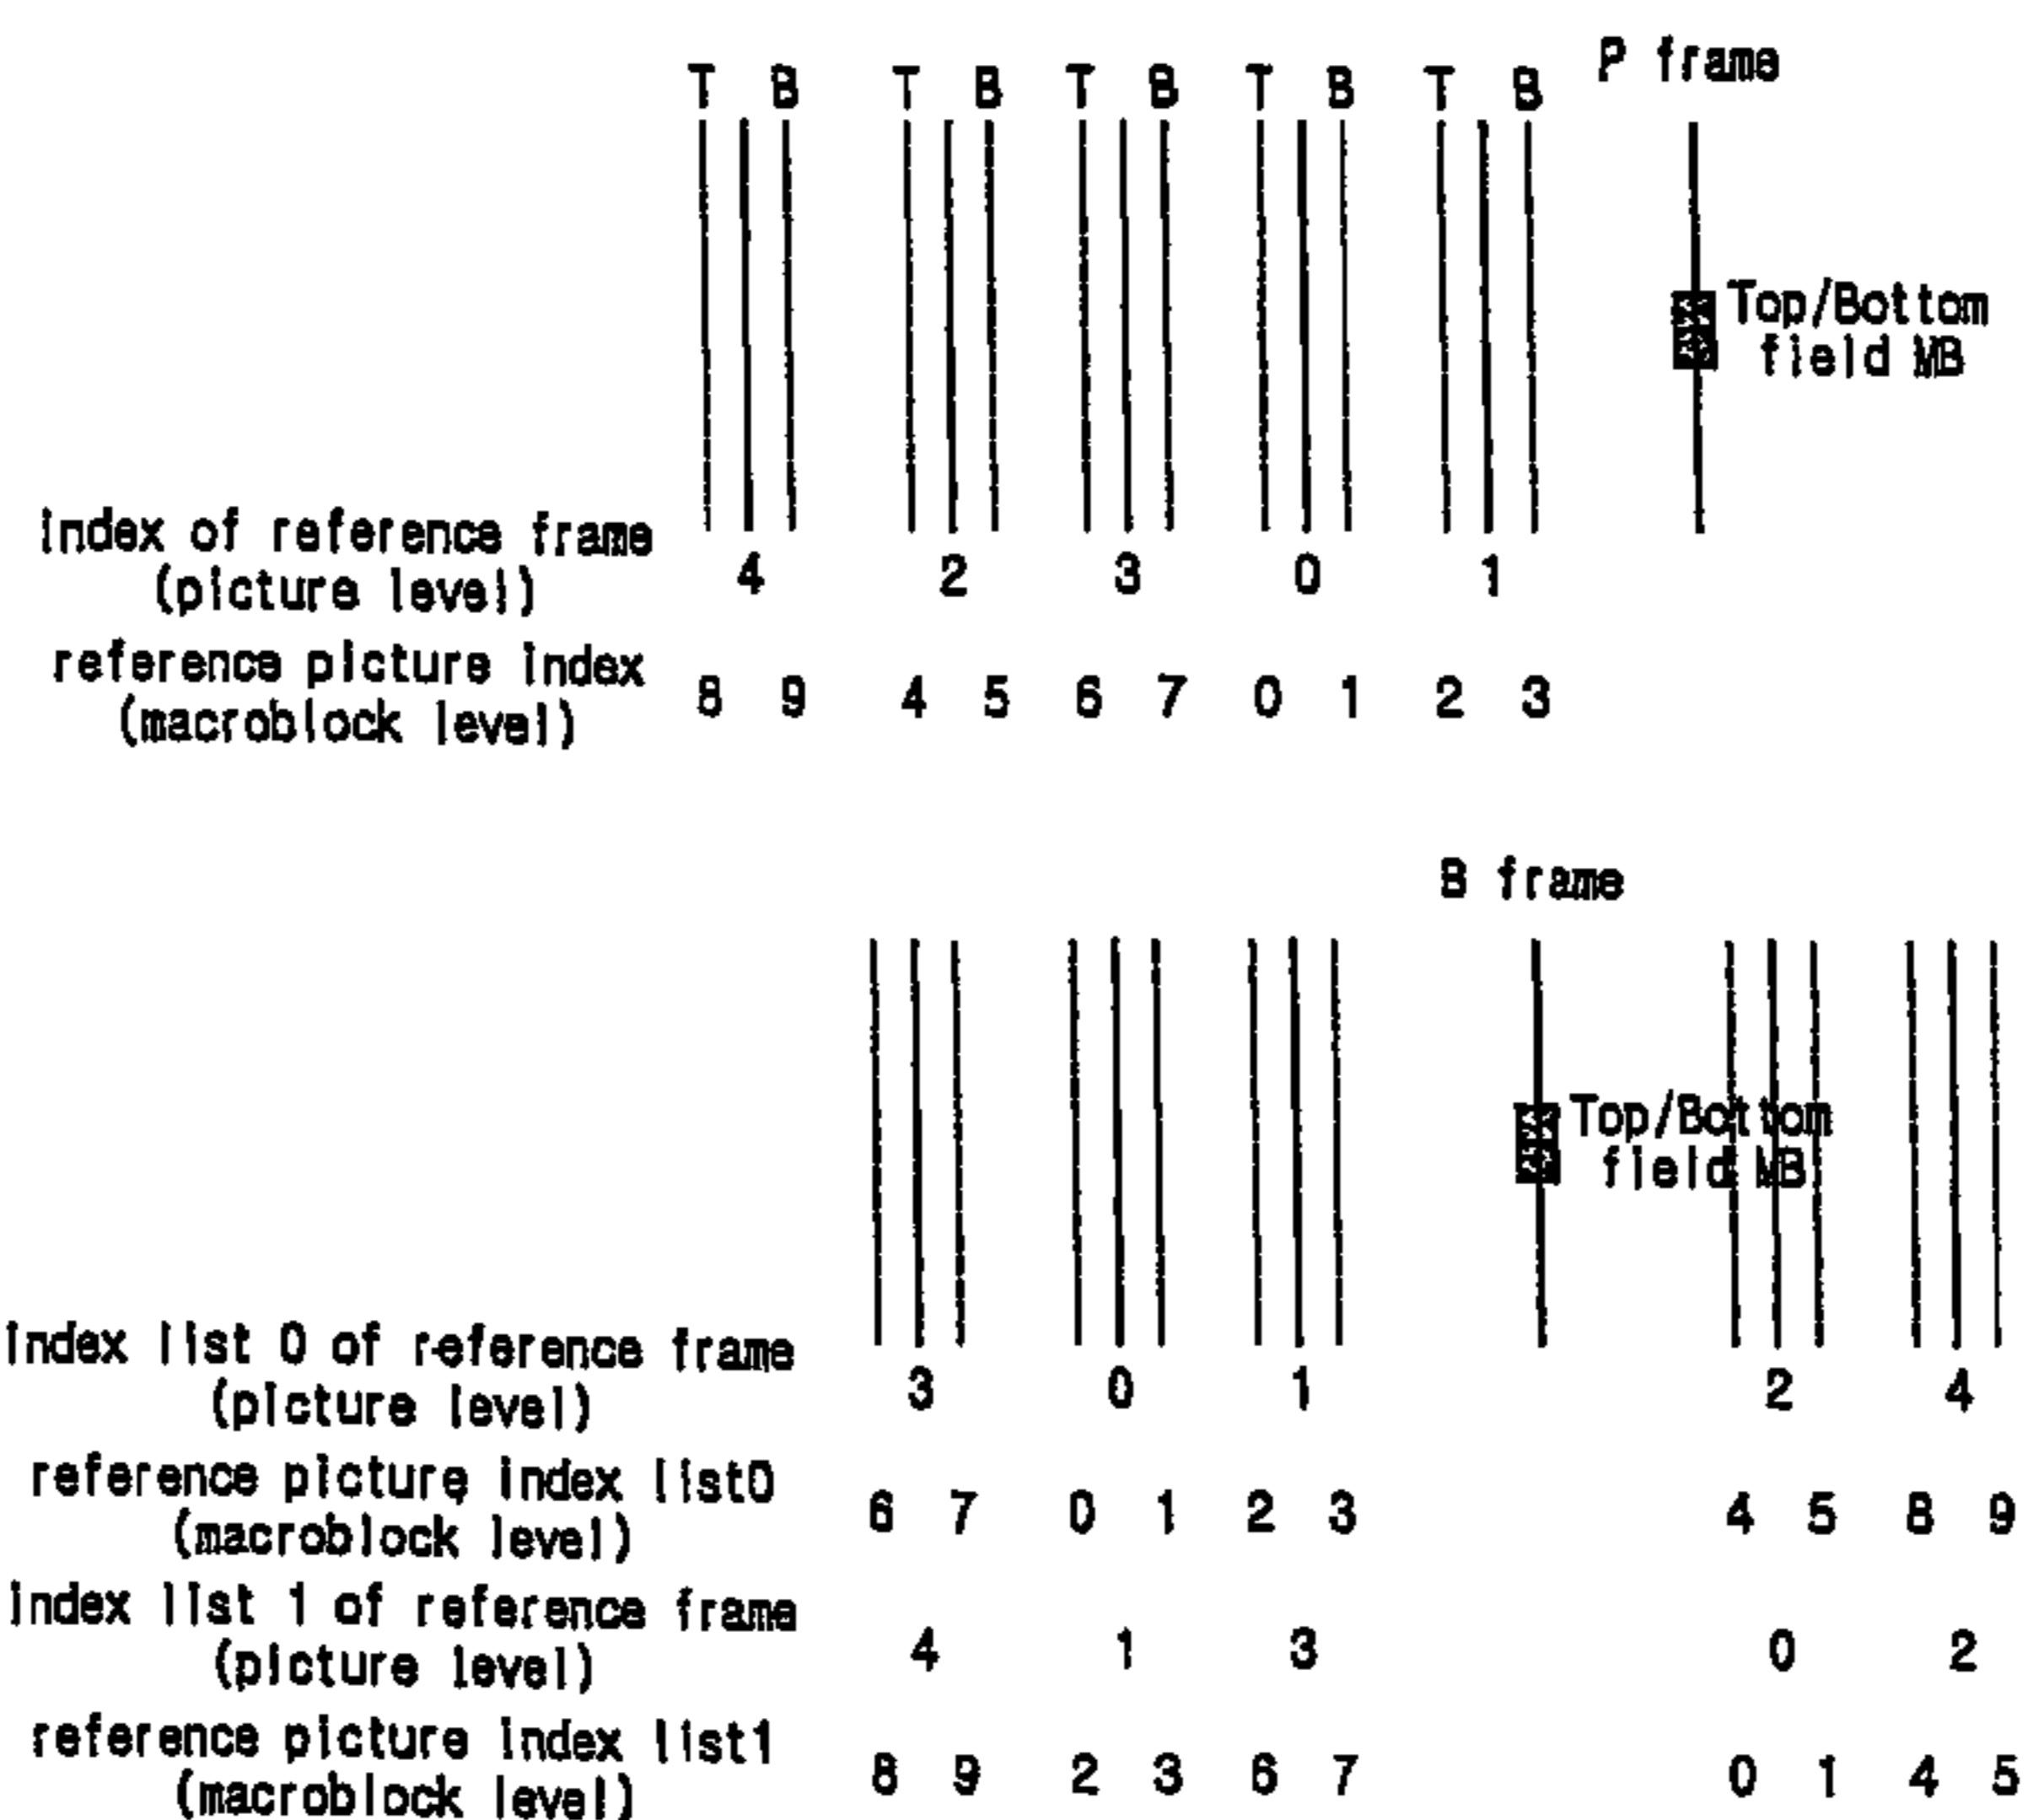 P frame
T B T B T B T B T B
Top/Bottom
field MB
index of reference frame
(picture level)
4 2 3 0 1
reference picture index
(macroblock level)
8 9 4 5 6 7 0 1 2 3
B frame
Top/Bottom
field MB
index list 0 of reference frame
(picture level)
3 0 1 2 4
reference picture index list0
(macroblock level)
6 7 0 1 2 3 4 5 8 9
index list 1 of reference frame
(picture level)
4 1 3 0 2
reference picture index list1
(macroblock level)
8 9 2 3 6 7 0 1 4 5